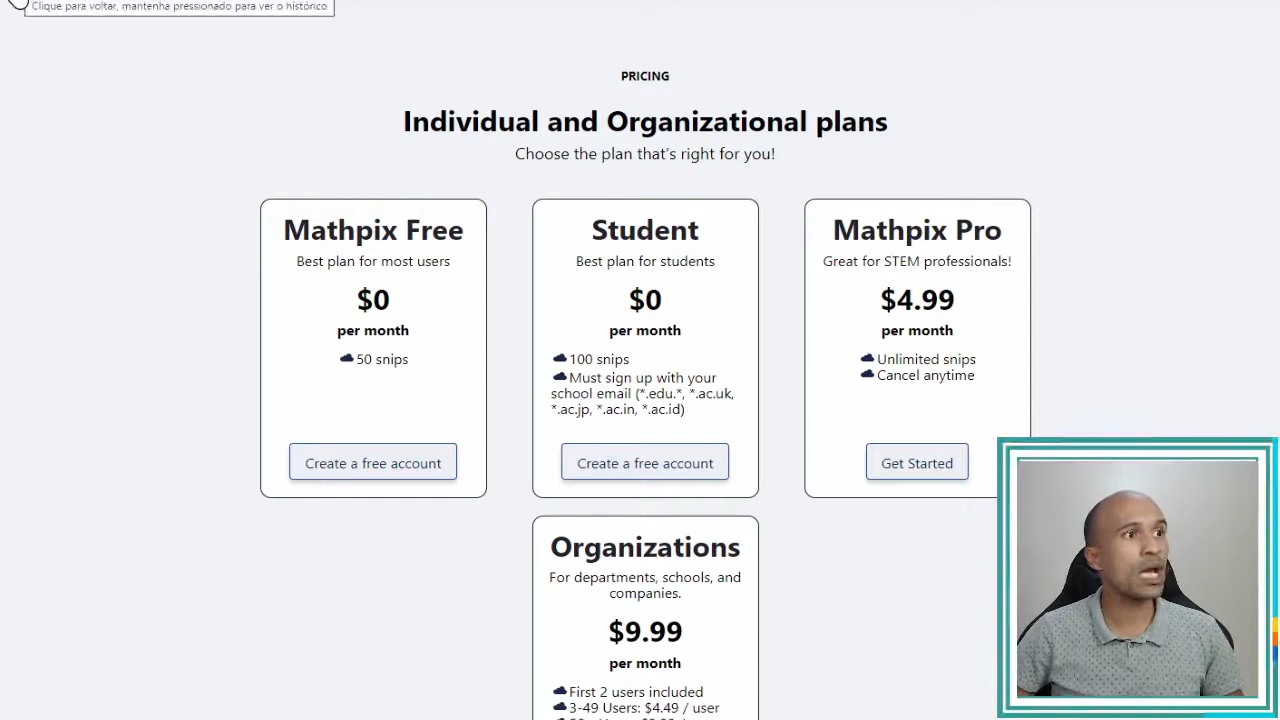 Clique para voltar, mantenha pressionado para ver o histórico
PRICING
Individual and Organizational plans
Choose the plan that's right for you!
Mathpix Free
Best plan for most users
$0
per month
50 snips
Create a free account
Student
Best plan for students
$0
per month
100 snips
Must sign up with your
school email (*.edu.*, *.ac.uk,
*.ac.jp, *.ac.in, *.ac.id)
Create a free account
Mathpix Pro
Great for STEM professionals!
$4.99
per month
Unlimited snips
Cancel anytime
Get Started
Organizations
For departments, schools, and
companies.
$9.99
per month
First 2 users included
3-49 Users: $4.49 / user